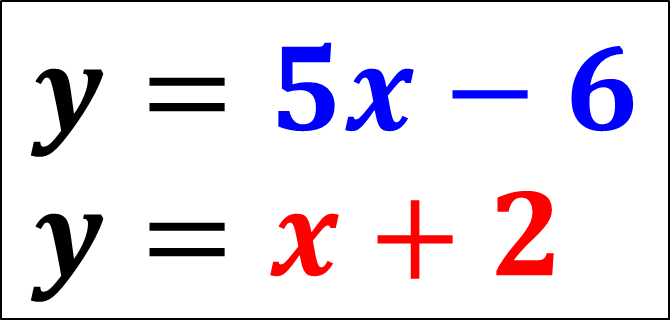 y = 5x − 6
y = x + 2